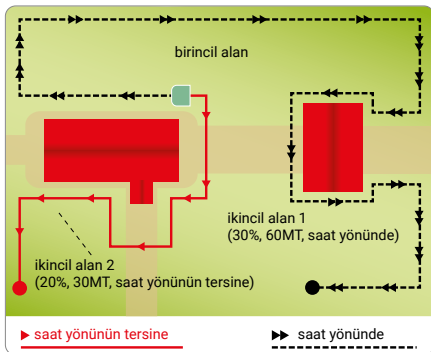 birincil alan
ikincil alan 1
(30%, 60MT, saat yönünde)
ikincil alan 2
(20%, 30MT, saat yönünün tersine)
saat yönünün tersine
saat yönünde